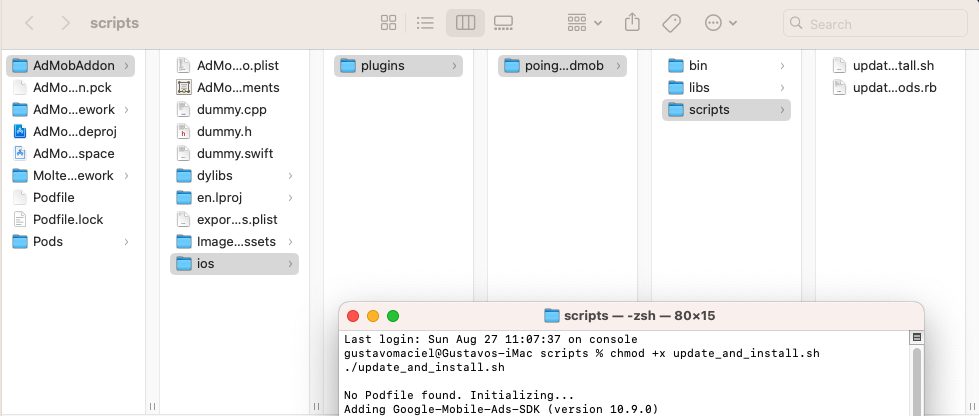 scripts
Search
AdMobAddon
AdMo...n.pck
AdMo...ework
AdMo...deproj
AdMo...space
Molte...ework
Podfile
Podfile.lock
Pods
AdMo...o.plist
AdMo...ments
dummy.cpp
dummy.h
dummy.swift
dylibs
en.lproj
expor...s.plist
Image...ssets
ios
plugins
poing...dmob
bin
libs
scripts
updat...tall.sh
updat...ods.rb
scripts — -zsh — 80×15
Last login: Sun Aug 27 11:07:37 on console
gustavomaciel@Gustavos-iMac scripts % chmod +x update_and_install.sh
./update_and_install.sh
No Podfile found. Initializing...
Adding Google-Mobile-Ads-SDK (version 10.9.0)